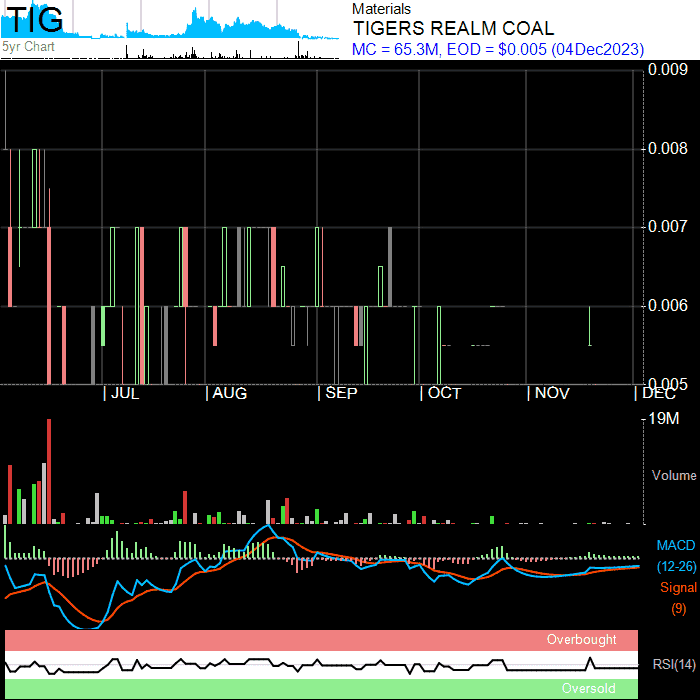 TIG
5yr Chart
Materials
TIGERS REALM COAL
MC = 65.3M, EOD = $0.005 (04Dec2023)
0.009
0.008
0.007
0.006
0.005
JUL AUG SEP OCT NOV DEC
19M
Volume
MACD
(12-26)
Signal
(9)
Overbought
RSI(14)
Oversold